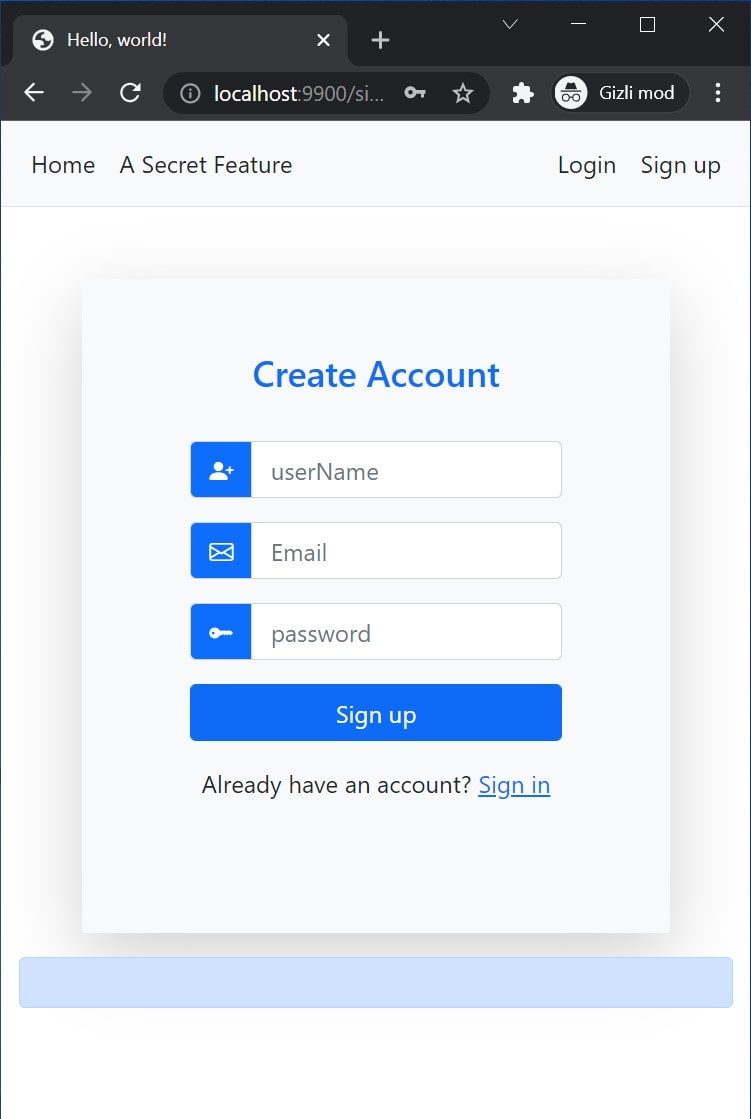 Hello, world!
localhost:9900/si...
Gizli mod
Home A Secret Feature Login Sign up
Create Account
userName
Email
password
Sign up
Already have an account? Sign in